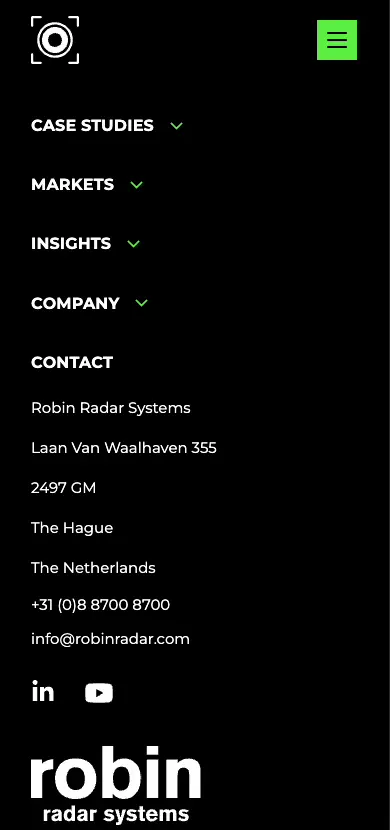 CASE STUDIES
MARKETS
INSIGHTS
COMPANY
CONTACT
Robin Radar Systems
Laan Van Waalhaven 355
2497 GM
The Hague
The Netherlands
+31 (0)8 8700 8700
info@robinradar.com
in
robin
radar systems